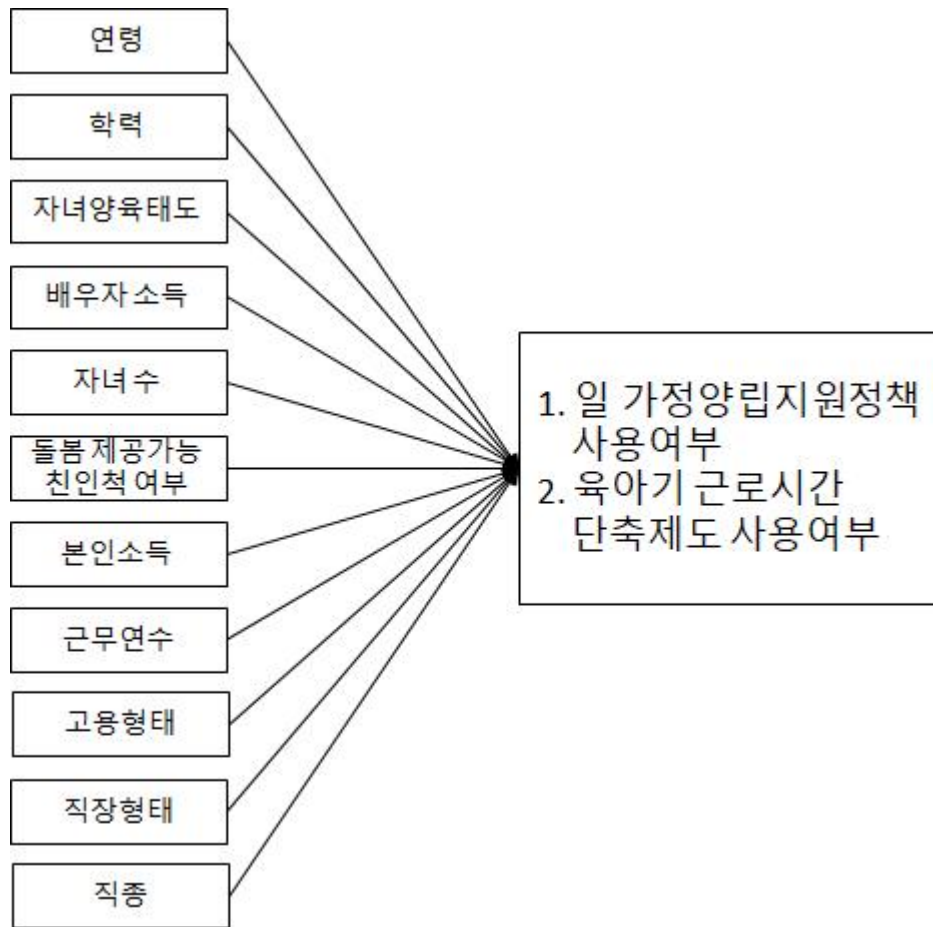 연령
학력
자녀양육태도
배우자 소득
자녀 수
돌봄 제공가능
친인척 여부
본인소득
근무연수
고용형태
직장형태
직종
1. 일 가정양립지원정책
사용여부
2. 육아기 근로시간
단축제도 사용여부